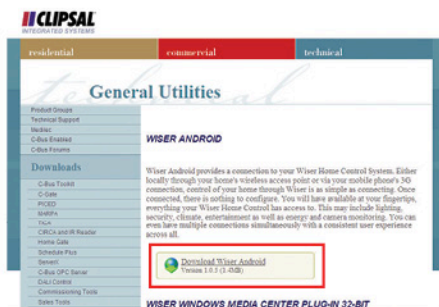 CLIPSAL
INTEGRATED SYSTEMS
residential commercial technical
technical
General Utilities
Product Groups
Technical Support
Medilec
C-Bus Enabled
C-Bus Forums
Downloads
C-Bus Toolkit
C-Gate
PICED
MARPA
TICA
CIRCA and IR Reader
Home Gate
Schedule Plus
ServerX
C-Bus OPC Server
DALI Control
Commissioning Tools
Sales Tools
WISER ANDROID
Wiser Android provides a connection to your Wiser Home Control System. Either
locally through your home's wireless access point or via your mobile phone's 3G
connection, control of your home through Wiser is as simple as connecting. Once
connected, there is nothing to configure. You will have available at your fingertips,
everything your Wiser Home Control has access to. This may include lighting,
security, climate, entertainment as well as energy and camera monitoring. You can
even have multiple connections simultaneously with a consistent user experience
across all.
Download Wiser Android
Version 1.0.5 (1.4MB)
WISER WINDOWS MEDIA CENTER PLUG-IN 32-BIT